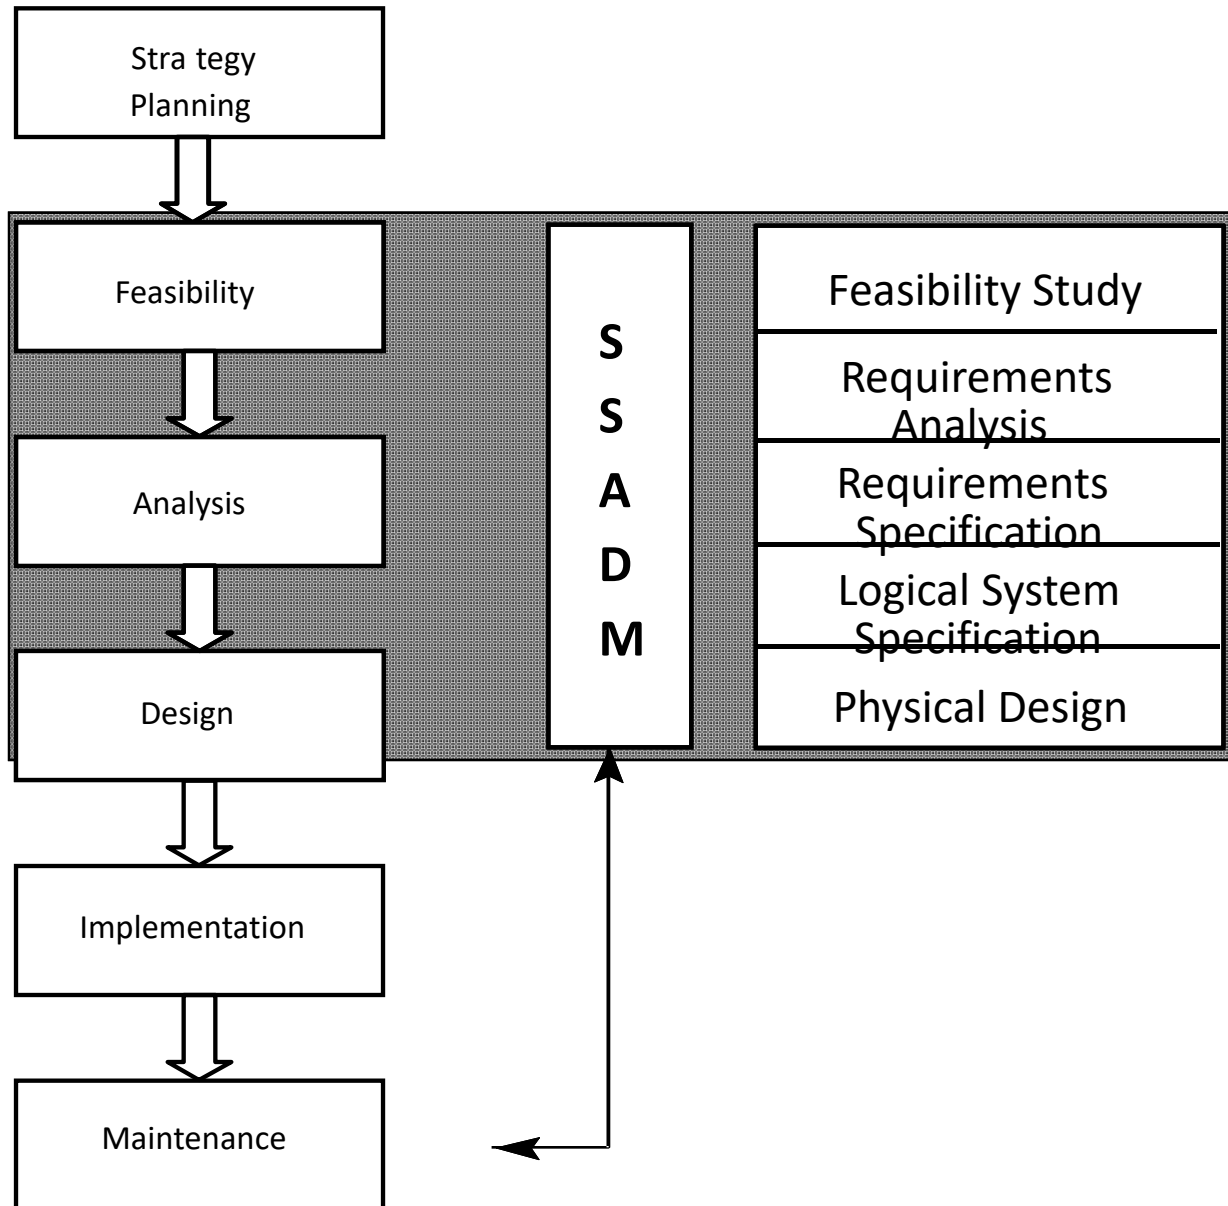 Stra tegy
Planning
Feasibility
Analysis
Design
Implementation
Maintenance
S
S
A
D
M
Feasibility Study
Requirements
Analysis
Requirements
Specification
Logical System
Specification
Physical Design